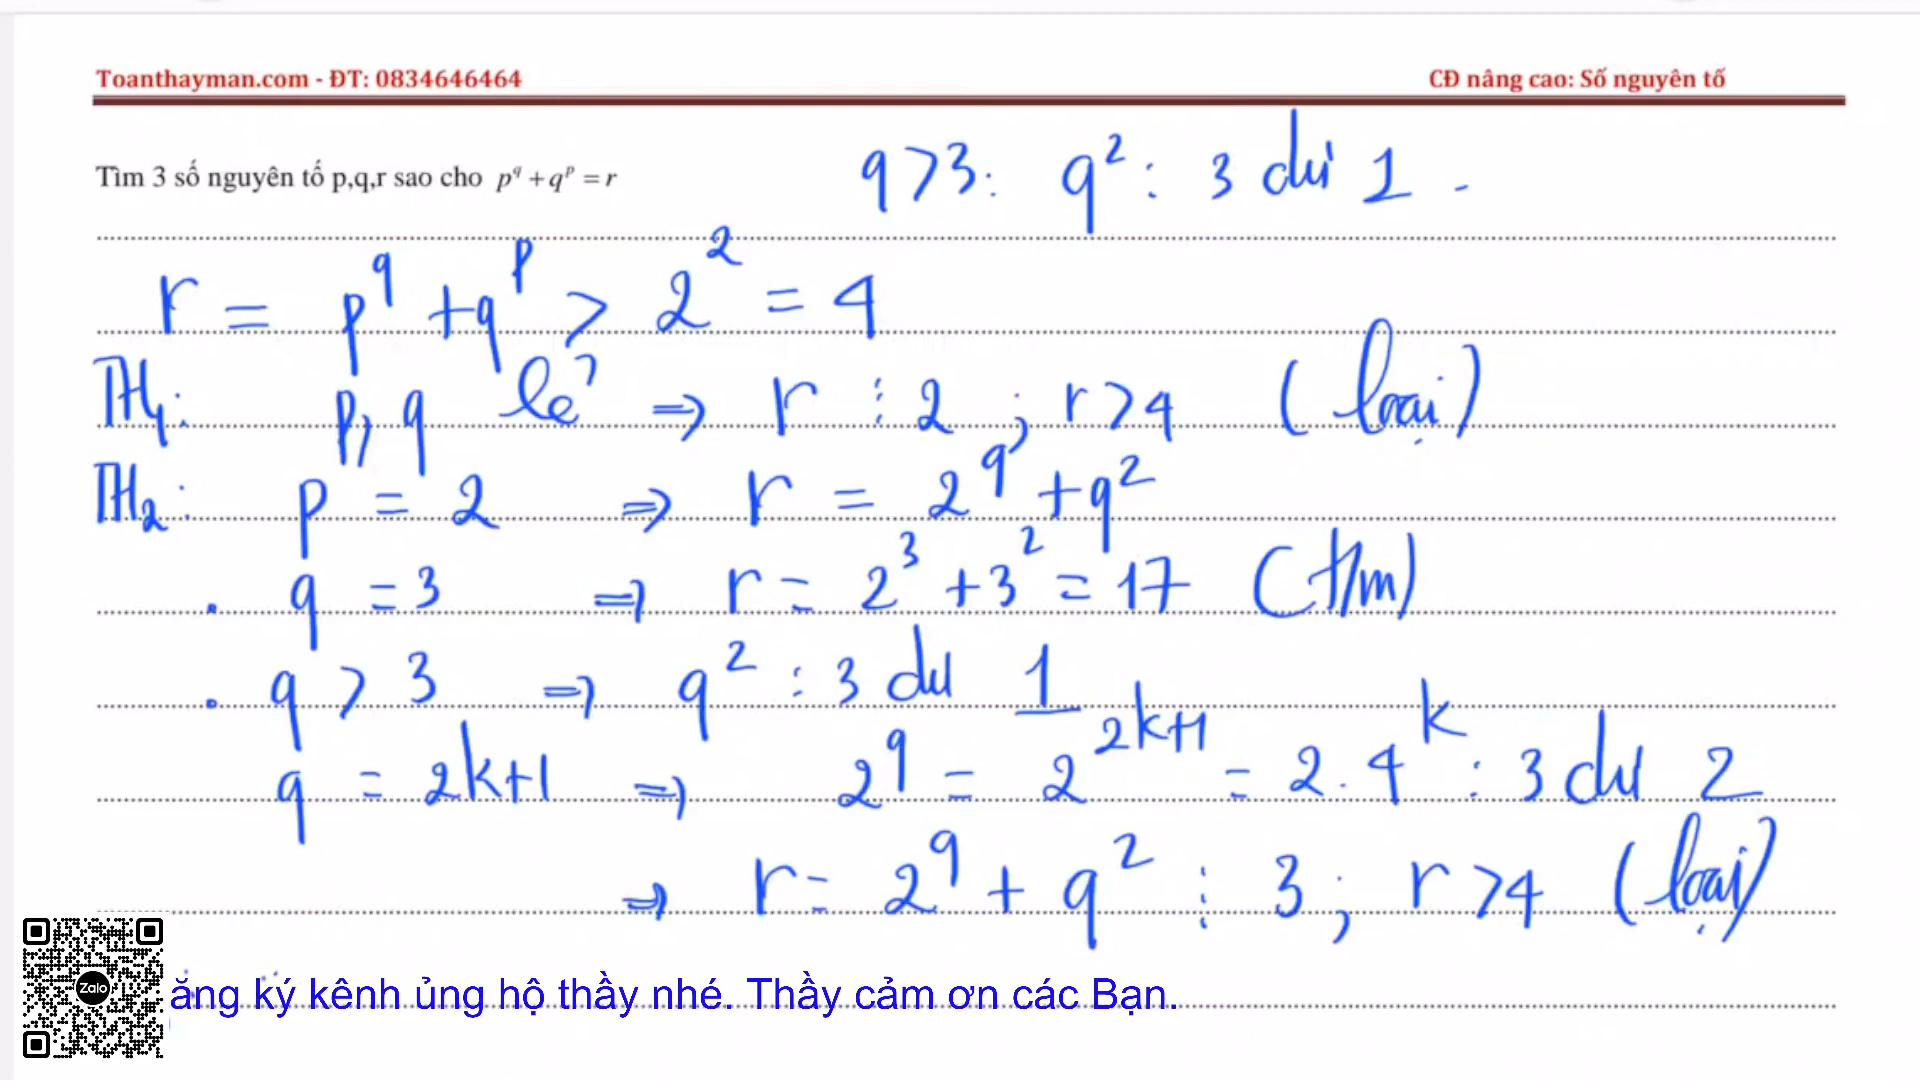 Toanthayman.com - ĐT: 0834646464
CĐ nâng cao: Số nguyên tố
Tìm 3 số nguyên tố p,q,r sao cho p^q + q^p = r
q>3: q² : 3 dư 1.
r = p^q + q^p > 2² = 4
TH1: p, q lẻ => r ⋮ 2 ; r>4 (loại)
TH2: p = 2 => r = 2^q + q²
. q = 3 => r = 2³ + 3² = 17 (t/m)
. q > 3 => q² : 3 dư 1
q = 2k+1 => 2^q = 2^(2k+1) = 2.4^k : 3 dư 2
=> r = 2^q + q² ⋮ 3 ; r >4 (loại)
Zalo
ăng ký kênh ủng hộ thầy nhé. Thầy cảm ơn các Bạn.